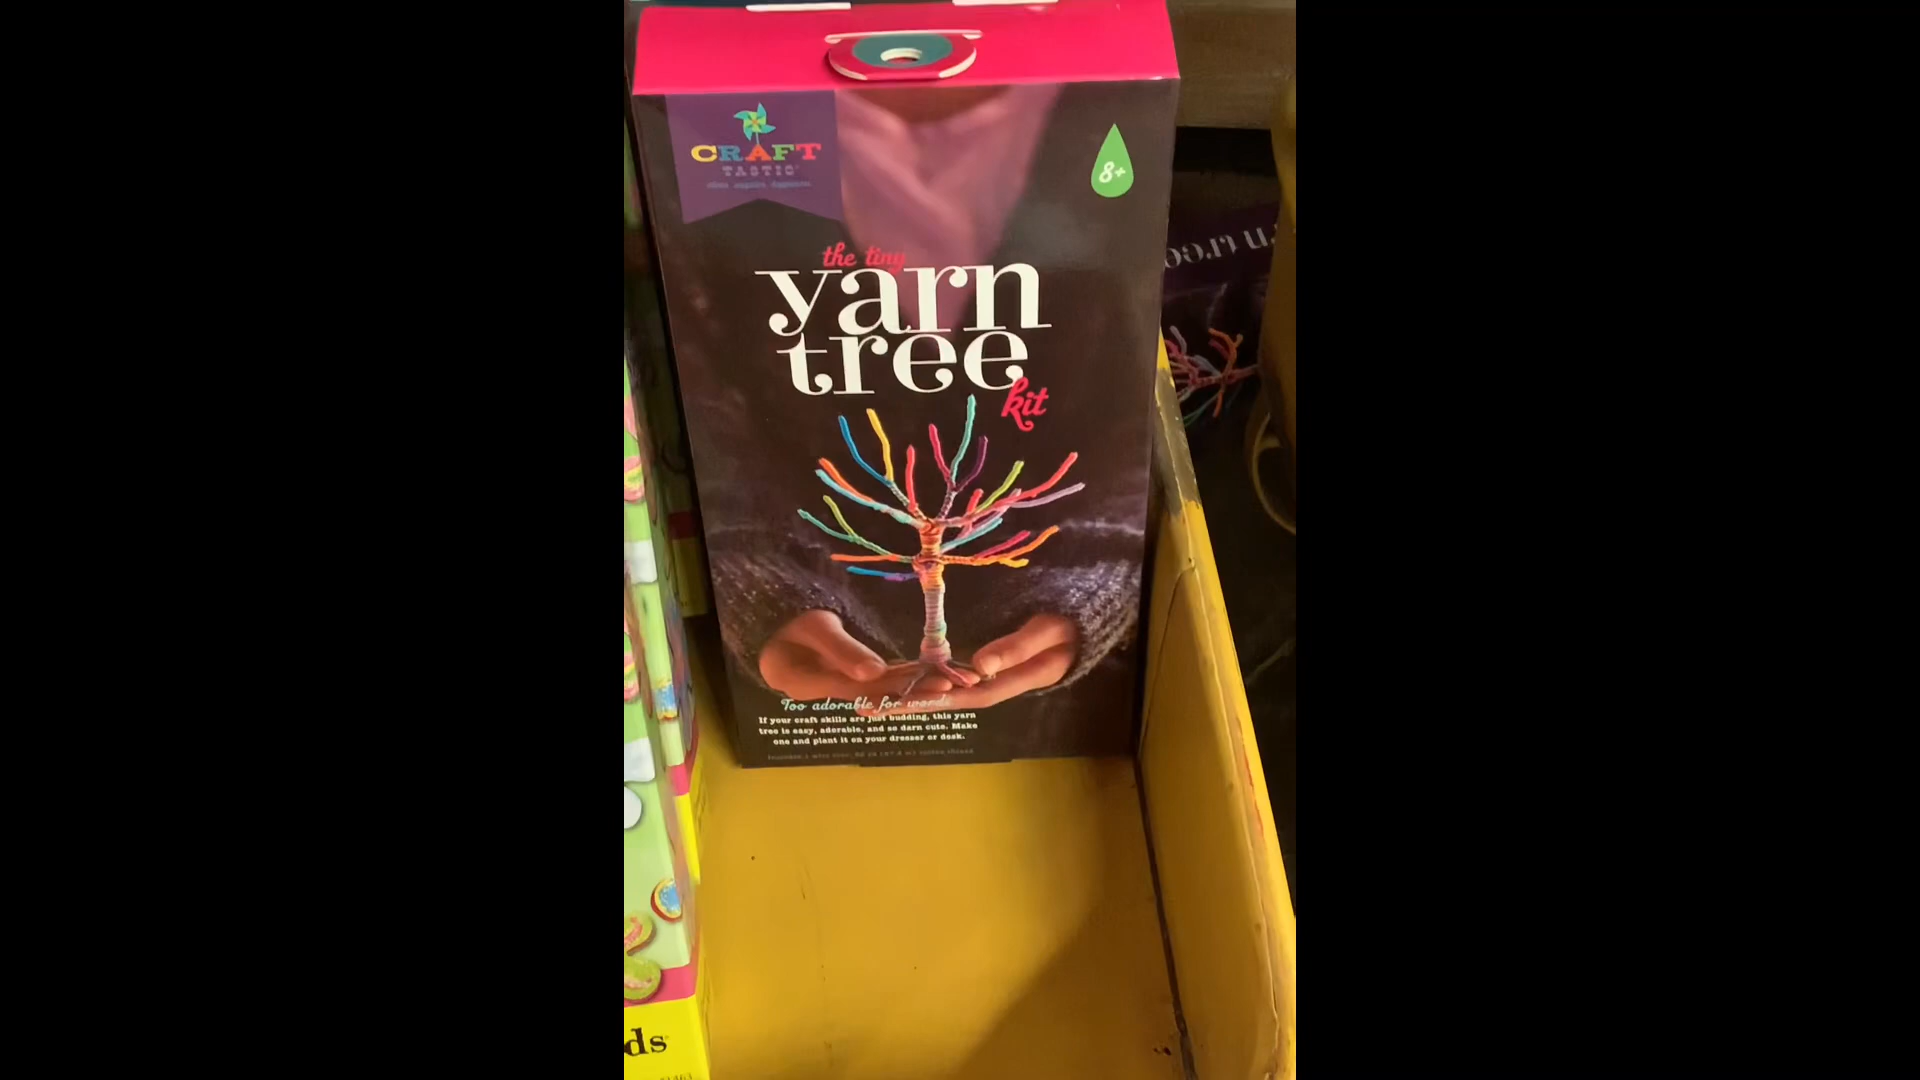 CRAFT
TASTIC
8+
the tiny
yarn
tree
kit
Too adorable for words
If your craft skills are just budding, this yarn
tree is easy, adorable, and so darn cute. Make
one and plant it on your dresser or desk.
ds